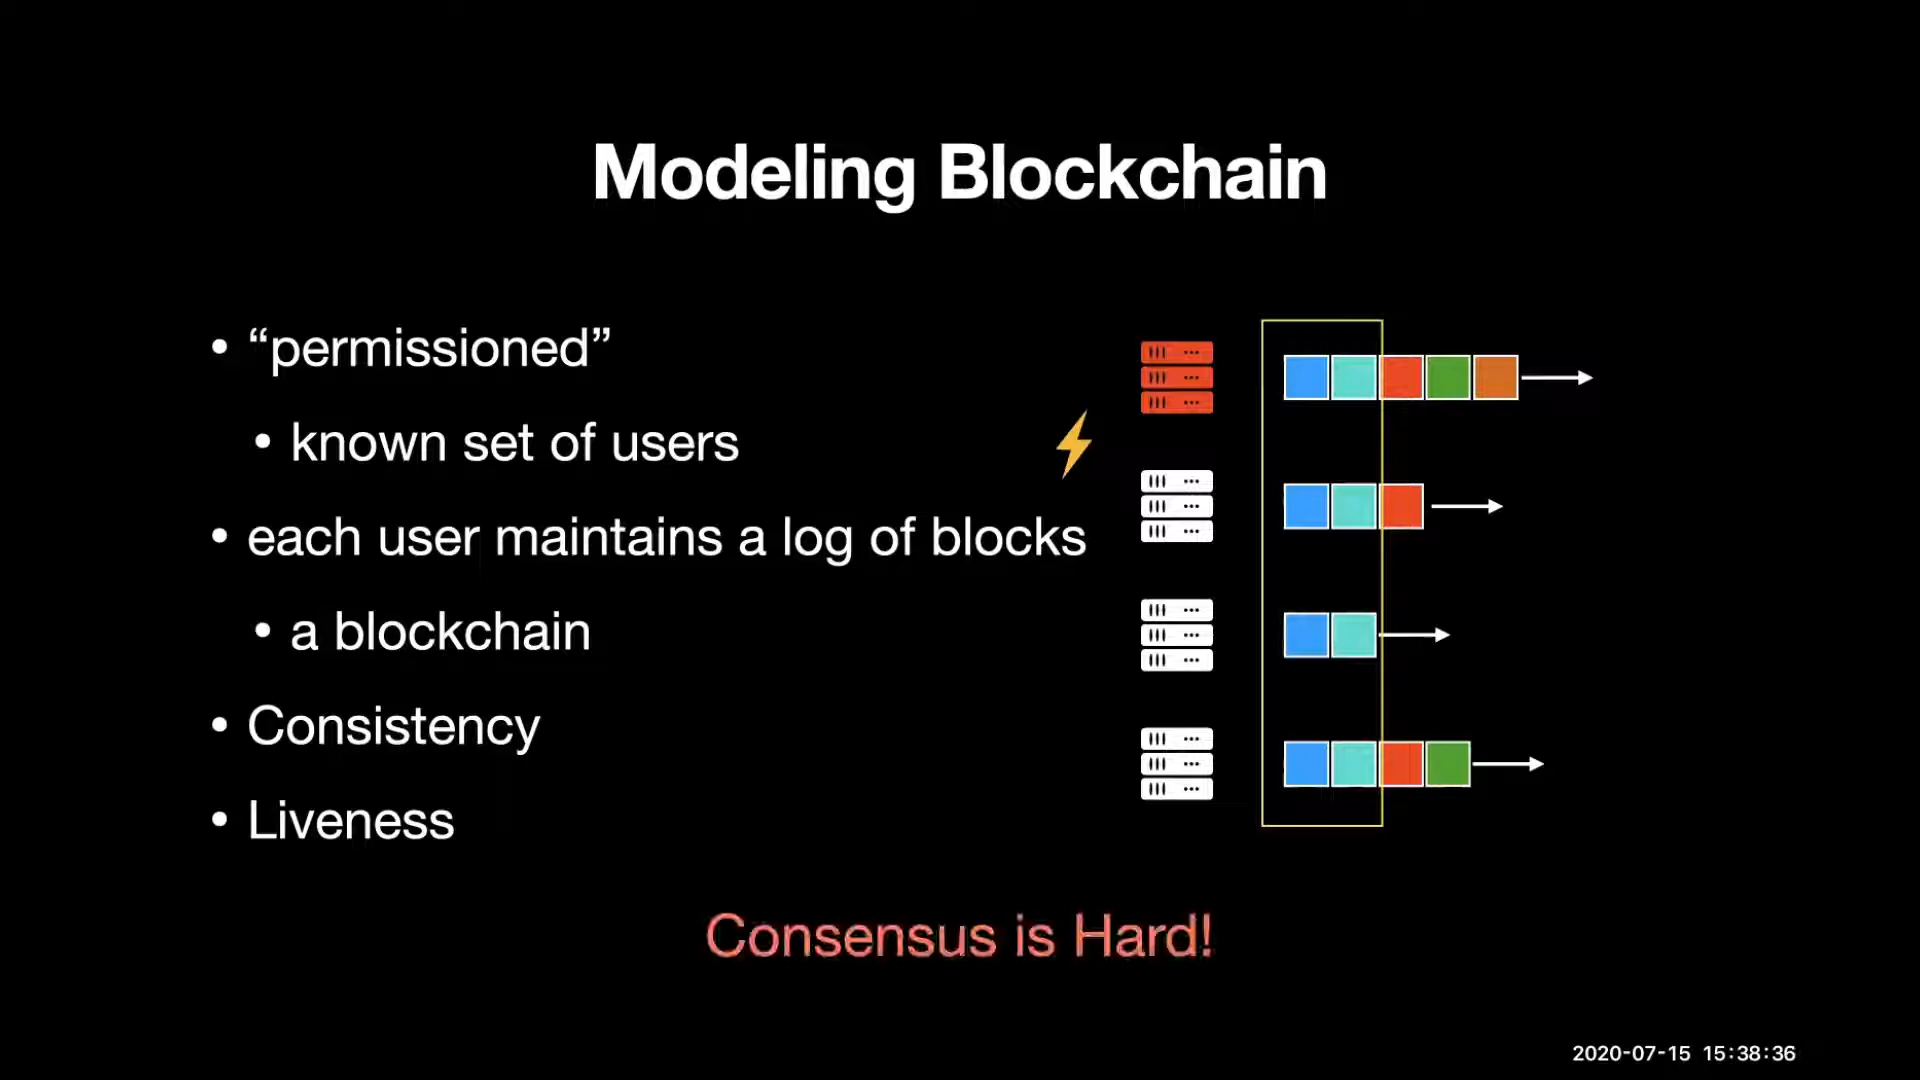 Modeling Blockchain
• “permissioned”
• known set of users
• each user maintains a log of blocks
• a blockchain
• Consistency
• Liveness
Consensus is Hard!
2020-07-15 15:38:36